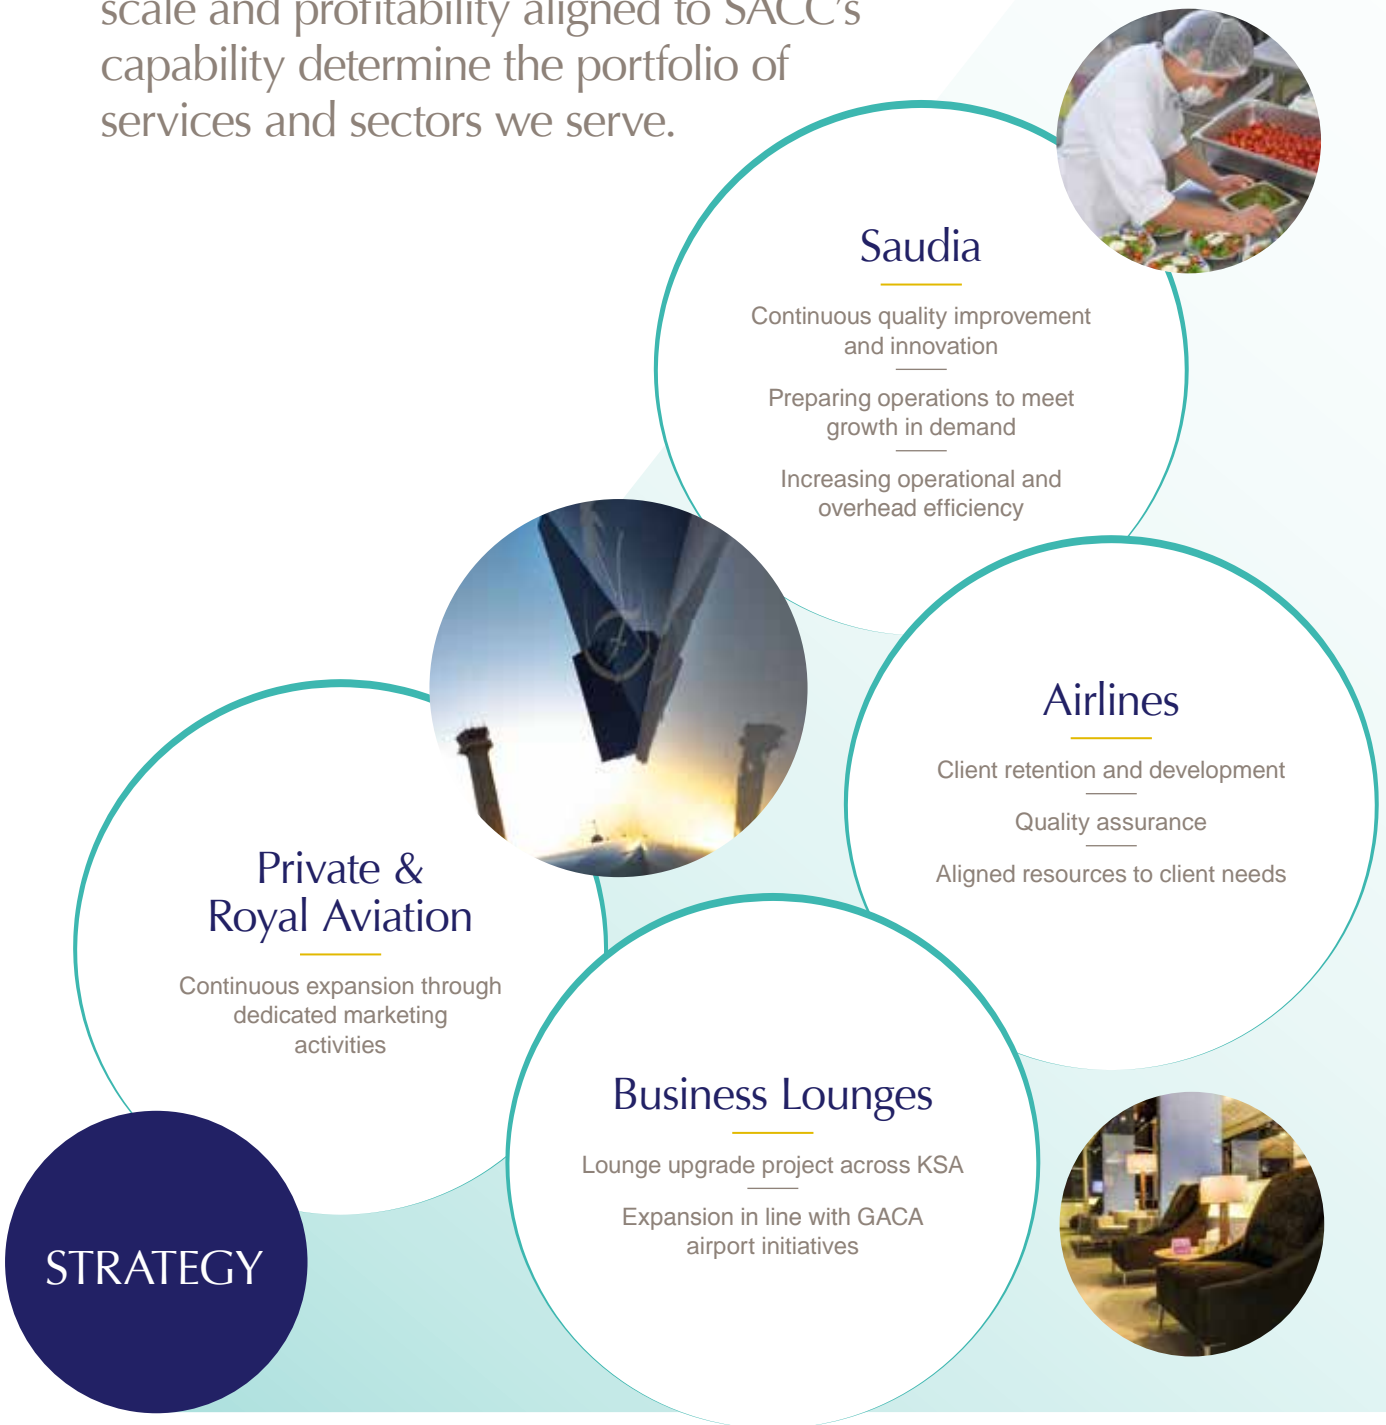 scale and profitability aligned to SACC's
capability determine the portfolio of
services and sectors we serve.
Saudia
Continuous quality improvement
and innovation
Preparing operations to meet
growth in demand
Increasing operational and
overhead efficiency
Airlines
Client retention and development
Quality assurance
Aligned resources to client needs
Private &
Royal Aviation
Continuous expansion through
dedicated marketing
activities
Business Lounges
Lounge upgrade project across KSA
Expansion in line with GACA
airport initiatives
STRATEGY